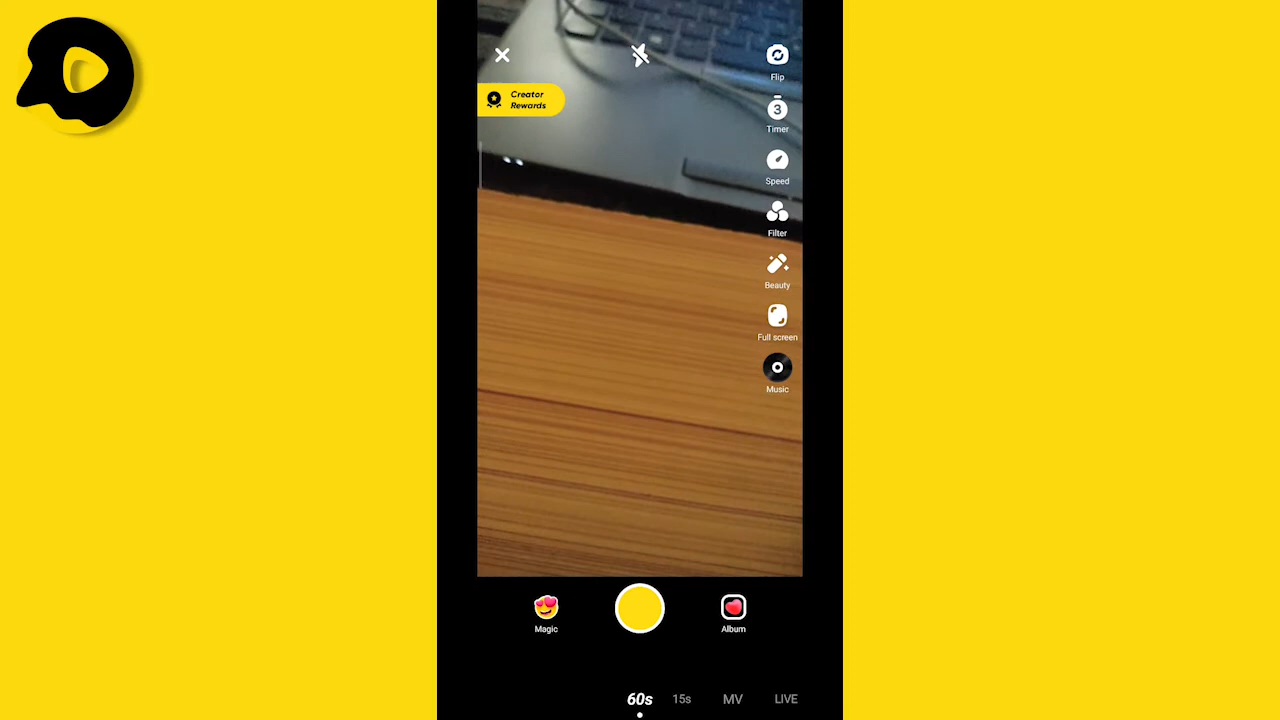 Flip
Creator
Rewards
3
Timer
Speed
Filter
Beauty
Full screen
Music
Magic
Album
60s 15s MV LIVE